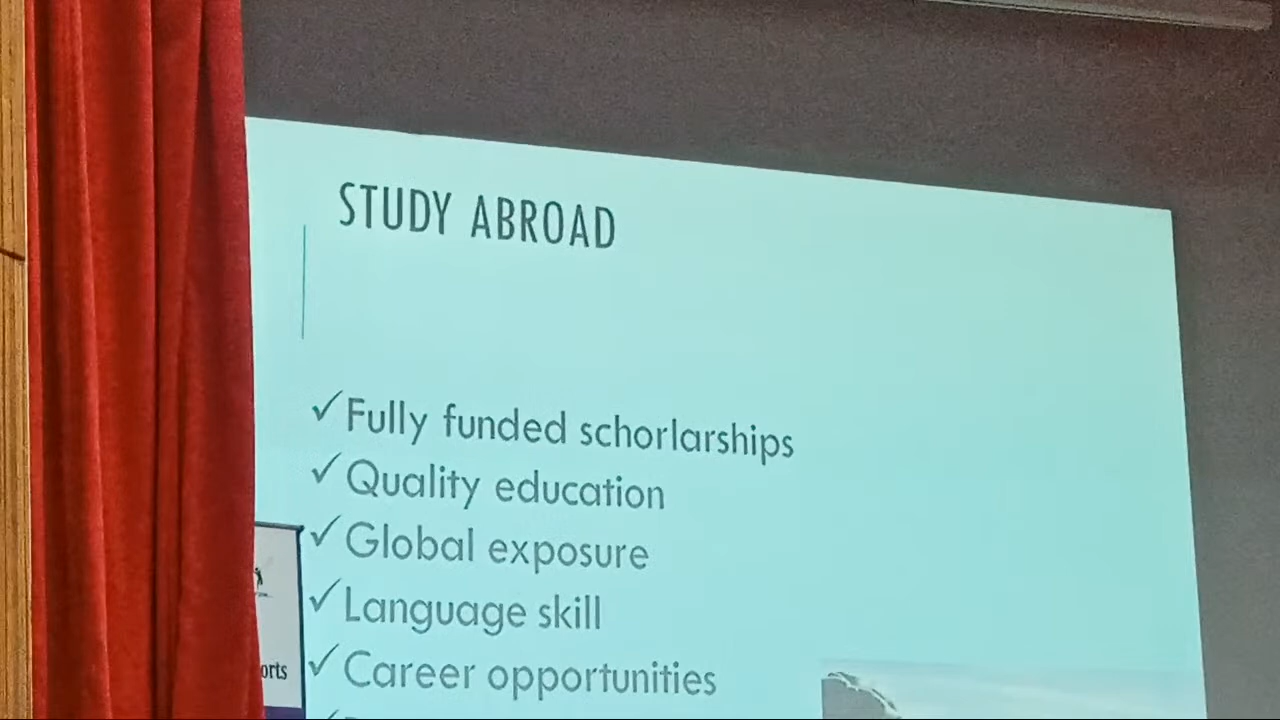 STUDY ABROAD
✓ Fully funded schorlarships
✓ Quality education
✓ Global exposure
✓ Language skill
✓ Career opportunities
orts